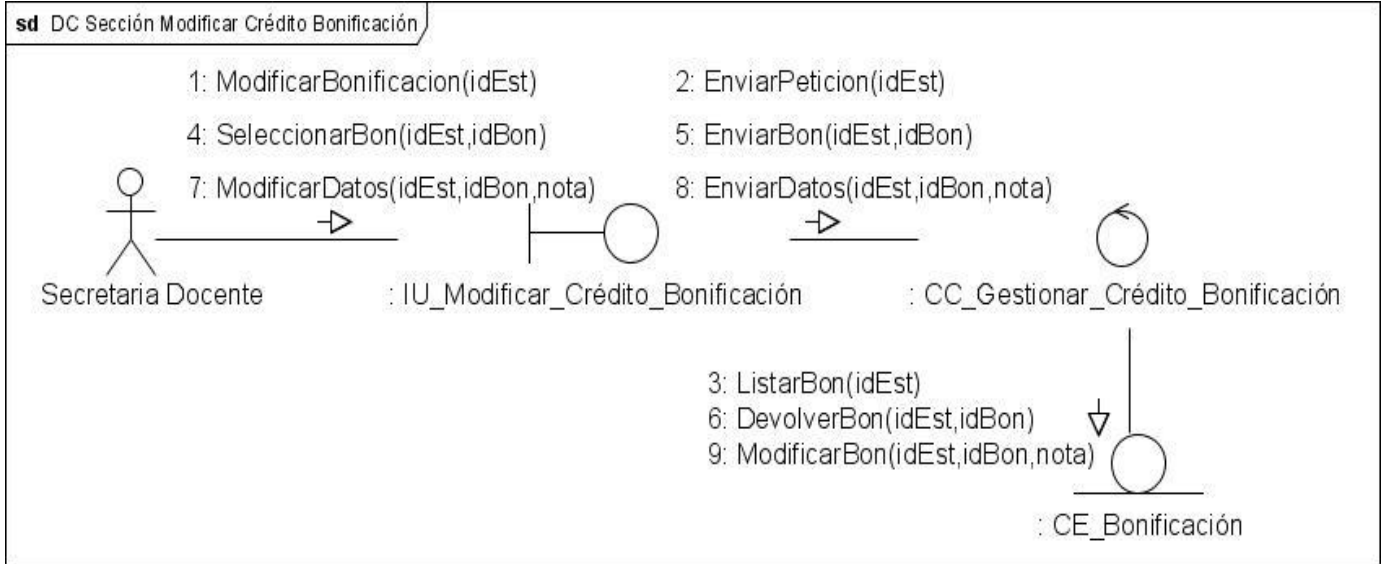 sd DC Sección Modificar Crédito Bonificación
1: ModificarBonificacion(idEst)
2: EnviarPeticion(idEst)
4: SeleccionarBon(idEst,idBon)
5: EnviarBon(idEst,idBon)
7: ModificarDatos(idEst,idBon,nota)
8: EnviarDatos(idEst,idBon,nota)
Secretaria Docente
: IU_Modificar_Crédito_Bonificación
: CC_Gestionar_Crédito_Bonificación
3: ListarBon(idEst)
6: DevolverBon(idEst,idBon)
9: ModificarBon(idEst,idBon,nota)
: CE_Bonificación